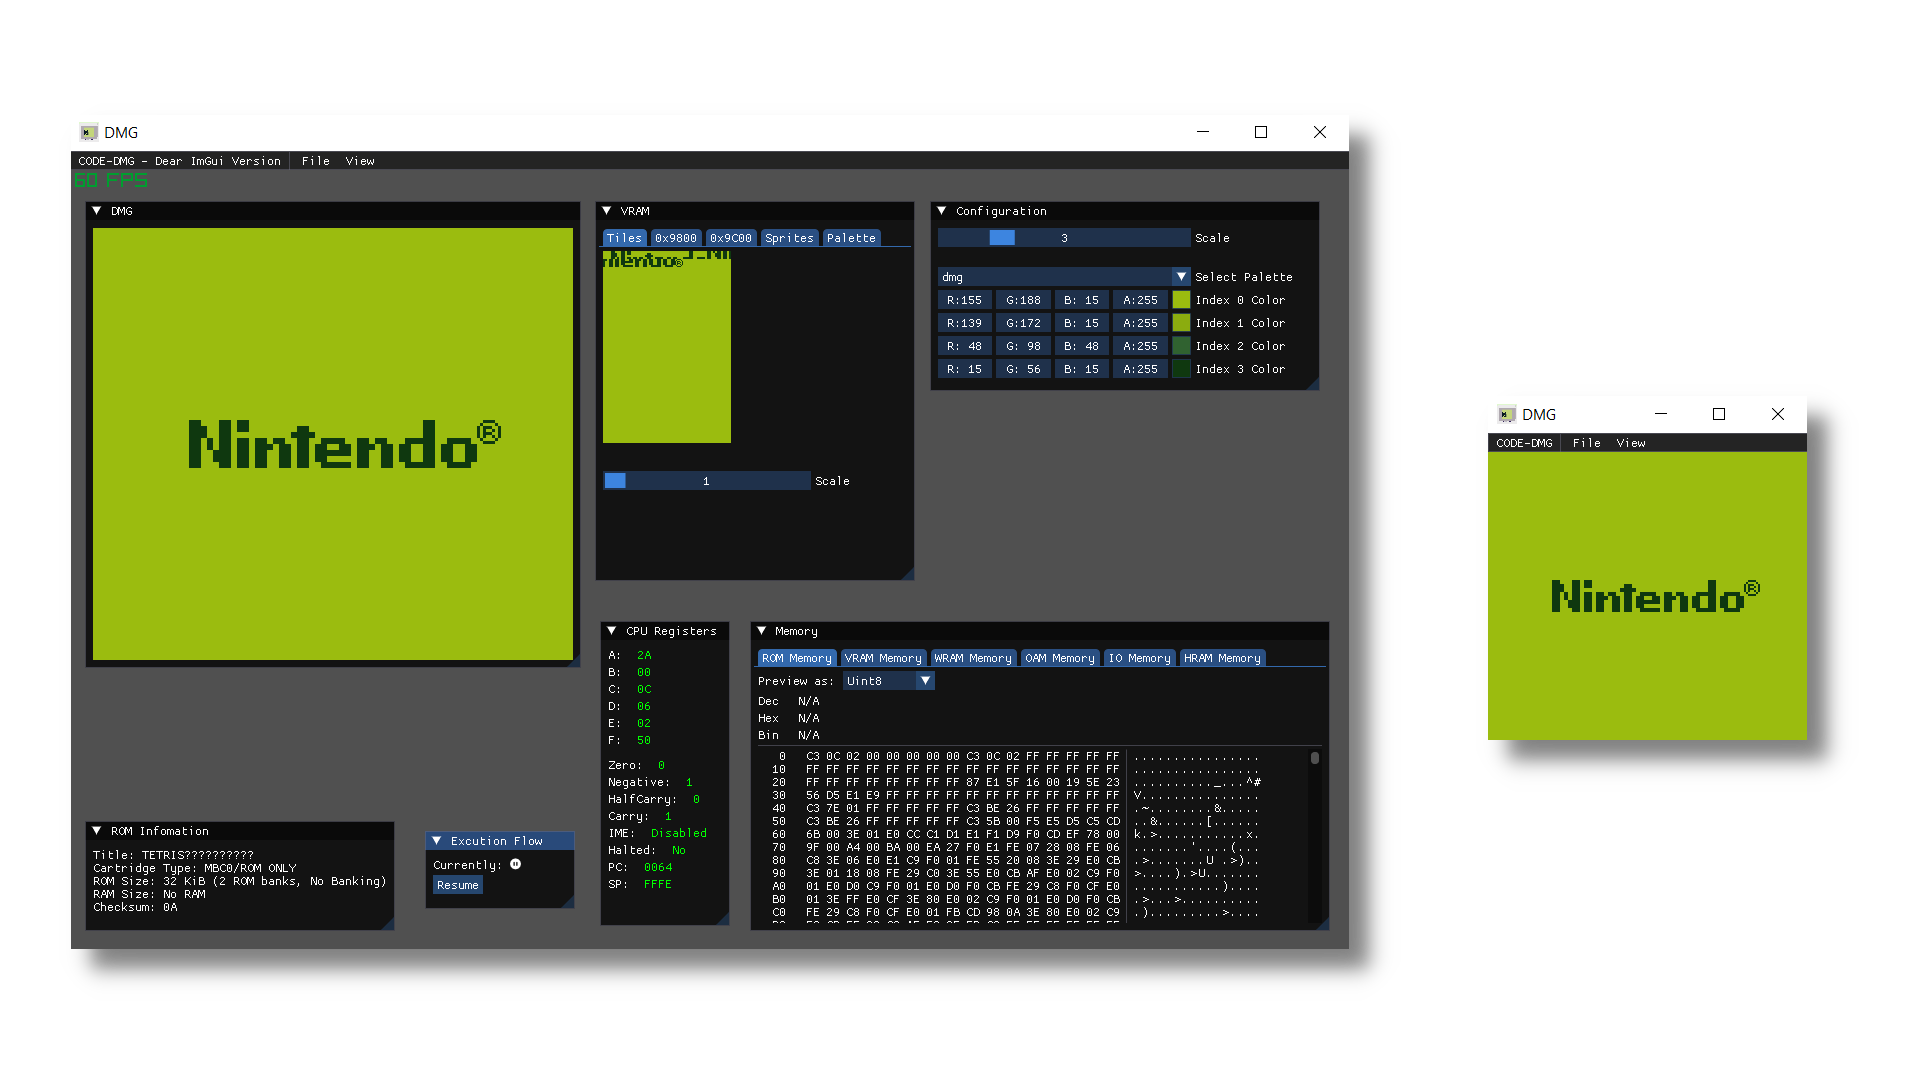 DMG
CODE-DMG - Dear ImGui Version File View
60 FPS
DMG
Nintendo®
VRAM
Tiles 0x9800 0x9C00 Sprites Palette
Nintendo®
1 Scale
Configuration
3 Scale
dmg Select Palette
R:155 G:188 B: 15 A:255 Index 0 Color
R:139 G:172 B: 15 A:255 Index 1 Color
R: 48 G: 98 B: 48 A:255 Index 2 Color
R: 15 G: 56 B: 15 A:255 Index 3 Color
ROM Infomation
Title: TETRIS??????????
Cartridge Type: MBC0/ROM ONLY
ROM Size: 32 KiB (2 ROM banks, No Banking)
RAM Size: No RAM
Checksum: 0A
Excution Flow
Currently:
Resume
CPU Registers
A: 2A
B: 00
C: 0C
D: 06
E: 02
F: 50
Zero: 0
Negative: 1
HalfCarry: 0
Carry: 1
IME: Disabled
Halted: No
PC: 0064
SP: FFFE
Memory
ROM Memory VRAM Memory WRAM Memory OAM Memory IO Memory HRAM Memory
Preview as: Uint8
Dec N/A
Hex N/A
Bin N/A
0 C3 0C 02 00 00 00 00 00 C3 0C 02 FF FF FF FF FF ................
10 FF FF FF FF FF FF FF FF FF FF FF FF FF FF FF FF ................
20 FF FF FF FF FF FF FF FF 87 E1 5F 16 00 19 5E 23 .........._...^#
30 56 D5 E1 E9 FF FF FF FF FF FF FF FF FF FF FF FF V...............
40 C3 7E 01 FF FF FF FF FF C3 BE 26 FF FF FF FF FF .~........&.....
50 C3 BE 26 FF FF FF FF FF C3 5B 00 F5 E5 D5 C5 CD ..&......[......
60 6B 00 3E 01 E0 CC C1 D1 E1 F1 D9 F0 CD EF 78 00 k.>...........x.
70 9F 00 A4 00 BA 00 EA 27 F0 E1 FE 07 28 08 FE 06 .......'....(...
80 C8 3E 06 E0 E1 C9 F0 01 FE 55 20 08 3E 29 E0 CB .>.......U .>)..
90 3E 01 18 08 FE 29 C0 3E 55 E0 CB AF E0 02 C9 F0 >....).>U.......
A0 01 E0 D0 C9 F0 01 E0 D0 F0 CB FE 29 C8 F0 CF E0 ...........)....
B0 01 3E FF E0 CF 3E 80 E0 02 C9 F0 01 E0 D0 F0 CB .>...>..........
C0 FE 29 C8 F0 CF E0 01 FB CD 98 0A 3E 80 E0 02 C9 .).........>....
DMG
CODE-DMG File View
Nintendo®